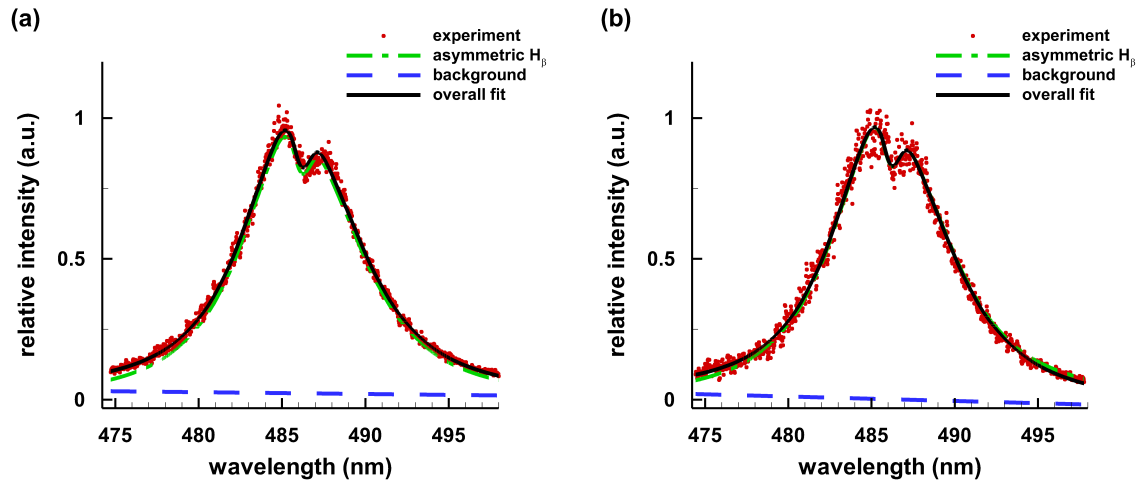 (a)
experiment
asymmetric Hβ
background
overall fit
relative intensity (a.u.)
1
0.5
0
475 480 485 490 495
wavelength (nm)
(b)
experiment
asymmetric Hβ
background
overall fit
relative intensity (a.u.)
1
0.5
0
475 480 485 490 495
wavelength (nm)